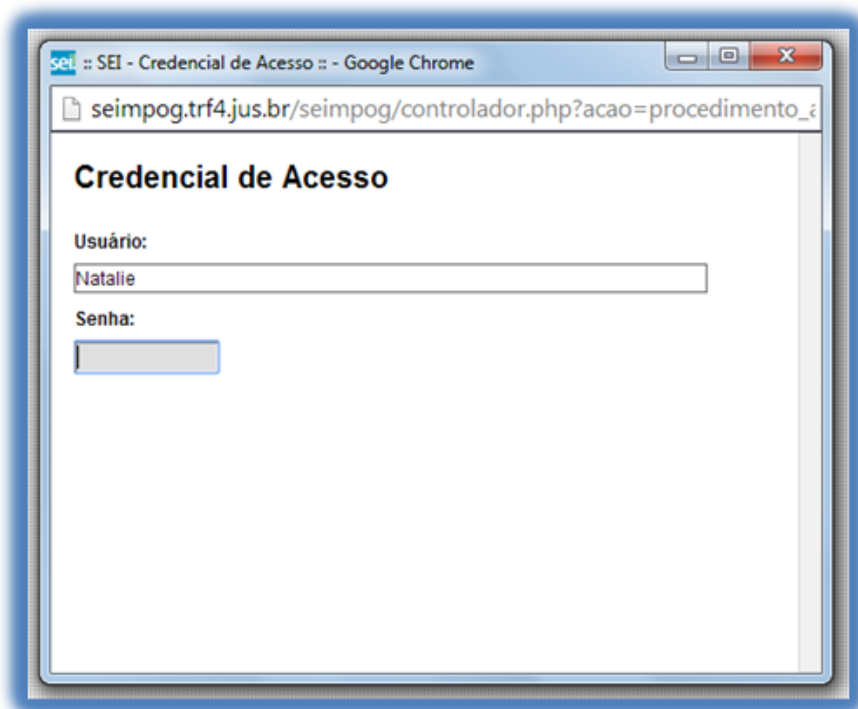 sei. :: SEI - Credencial de Acesso :: - Google Chrome
seimpog.trf4.jus.br/seimpog/controlador.php?acao=procedimento_a
Credencial de Acesso
Usuário:
Natalie
Senha: